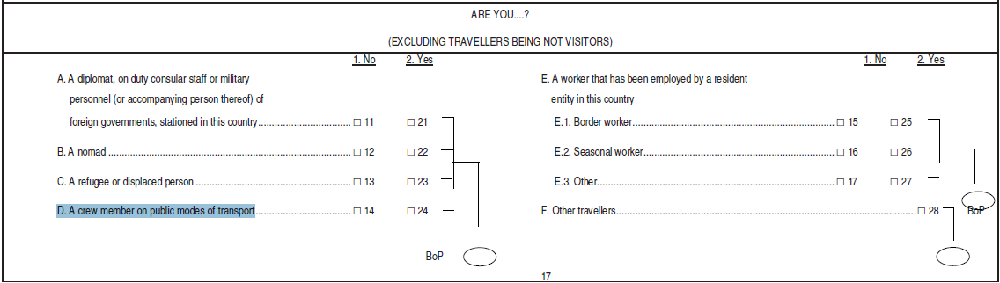 ARE YOU....?
(EXCLUDING TRAVELLERS BEING NOT VISITORS)
1. No 2. Yes
A. A diplomat, on duty consular staff or military
personnel (or accompanying person thereof) of
foreign governments, stationed in this country.................................. ☐ 11 ☐ 21
B. A nomad .......................................................................................... ☐ 12 ☐ 22
C. A refugee or displaced person .......................................................... ☐ 13 ☐ 23
D. A crew member on public modes of transport.................................... ☐ 14 ☐ 24
BoP
1. No 2. Yes
E. A worker that has been employed by a resident
entity in this country
E.1. Border worker........................................................................... ☐ 15 ☐ 25
E.2. Seasonal worker....................................................................... ☐ 16 ☐ 26
E.3. Other........................................................................................ ☐ 17 ☐ 27
F. Other travellers................................................................................................................ ☐ 28
BoP
17